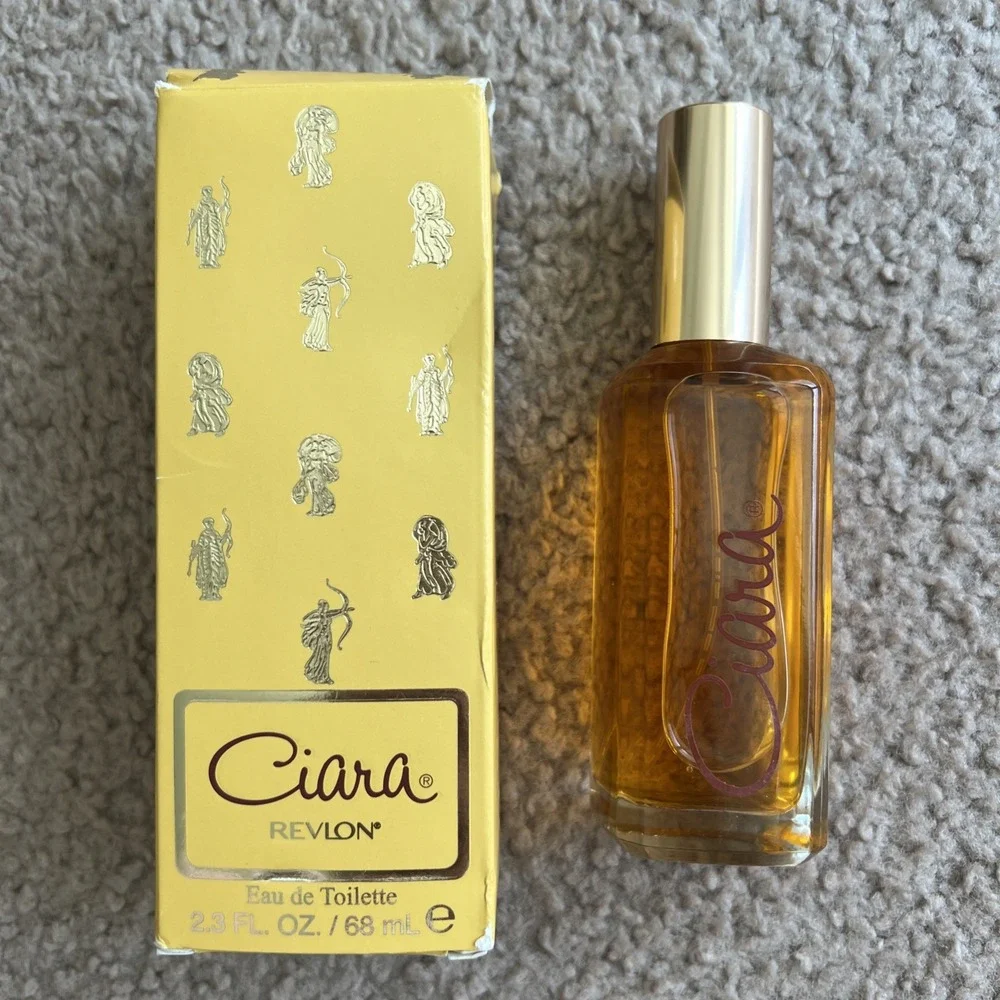 Ciara®
REVLON®
Eau de Toilette
2.3 FL. OZ. / 68 mL ℮
Ciara®